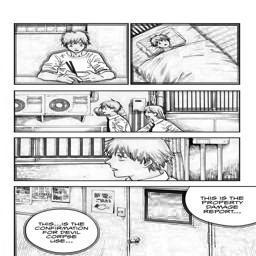 THIS IS
THE
PROPERTY
DAMAGE
REPORT...
THIS...IS THE
CONFIRMATION
FOR DEVIL
CORPSE
USE...